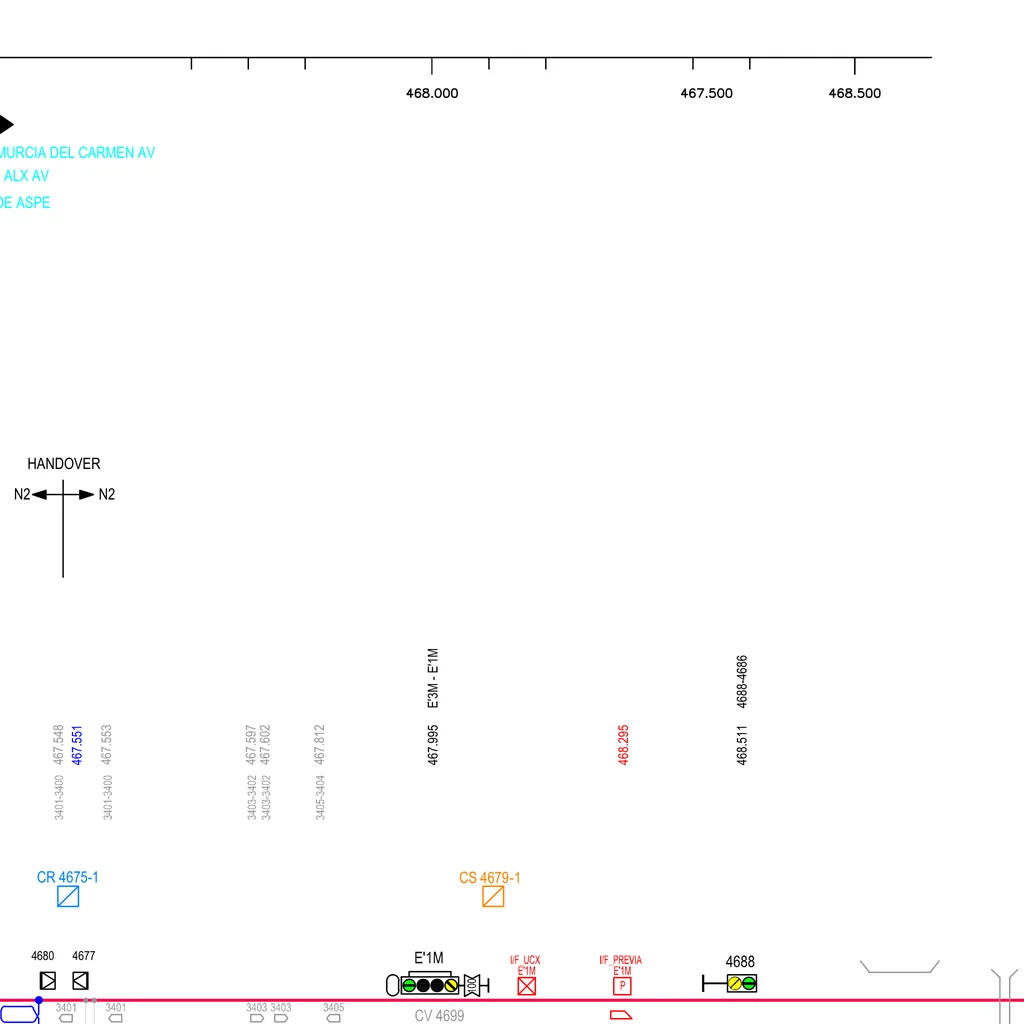 468.000
467.500
468.500
MURCIA DEL CARMEN AV
ALX AV
DE ASPE
HANDOVER
N2 N2
E'3M - E'1M
4688-4686
467.548
467.551
467.553
467.597
467.602
467.812
467.995
468.295
468.511
3401-3400
3401-3400
3403-3402
3403-3402
3405-3404
CR 4675-1
CS 4679-1
4680
4677
E'1M
I/F_UCX
E'1M
I/F_PREVIA
E'1M
4688
100
P
3401
3401
3403 3403
3405
CV 4699